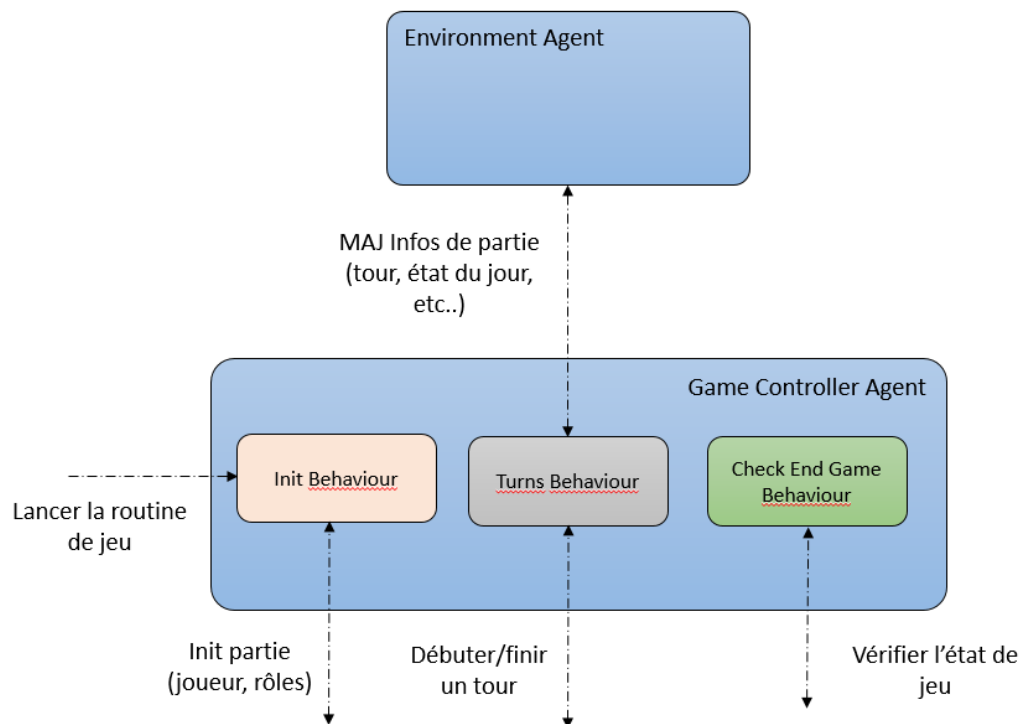 Environment Agent
MAJ Infos de partie
(tour, état du jour,
etc..)
Game Controller Agent
Init Behaviour
Turns Behaviour
Check End Game
Behaviour
Lancer la routine
de jeu
Init partie
(joueur, rôles)
Débuter/finir
un tour
Vérifier l’état de
jeu